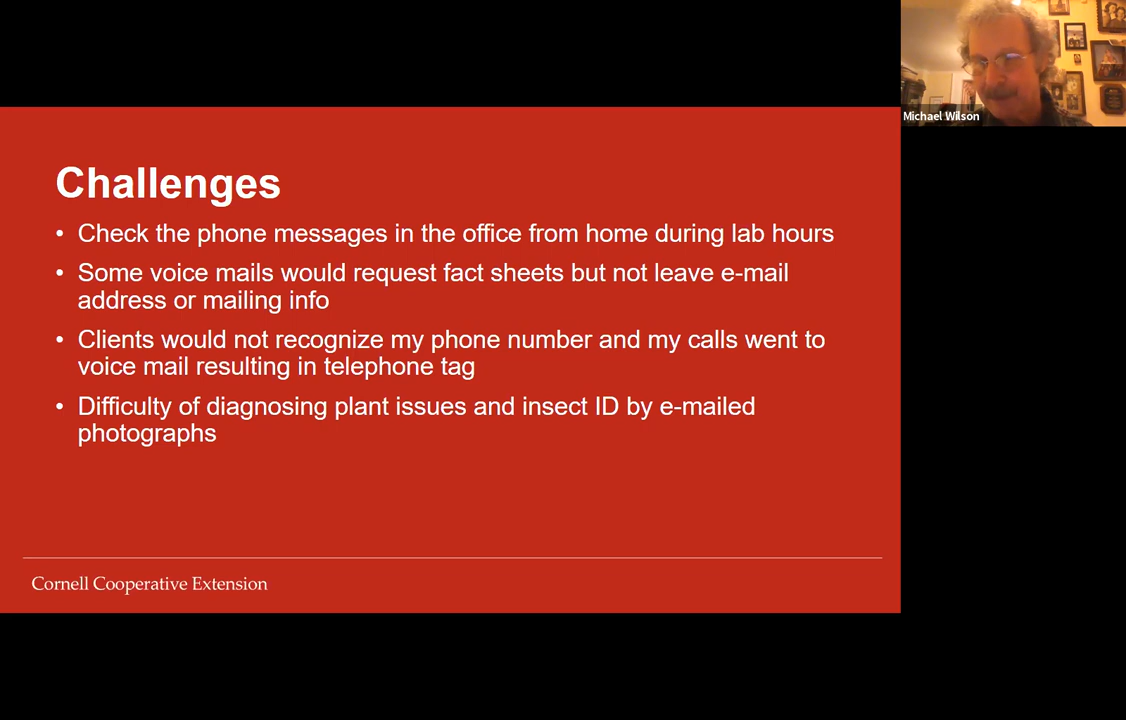 Michael Wilson
Challenges
• Check the phone messages in the office from home during lab hours
• Some voice mails would request fact sheets but not leave e-mail
address or mailing info
• Clients would not recognize my phone number and my calls went to
voice mail resulting in telephone tag
• Difficulty of diagnosing plant issues and insect ID by e-mailed
photographs
Cornell Cooperative Extension